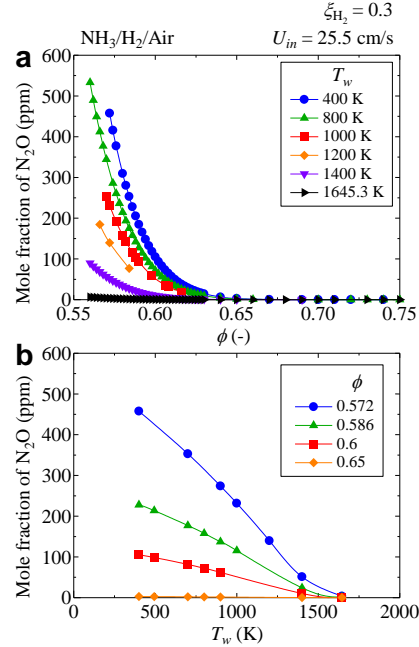 ξH₂ = 0.3
NH₃/H₂/Air
Uin = 25.5 cm/s
a
Tw
400 K
800 K
1000 K
1200 K
1400 K
1645.3 K
Mole fraction of N₂O (ppm)
600
500
400
300
200
100
0
0.55
0.60
0.65
0.70
0.75
ϕ (-)
b
ϕ
0.572
0.586
0.6
0.65
Mole fraction of N₂O (ppm)
600
500
400
300
200
100
0
0
500
1000
1500
2000
Tw (K)